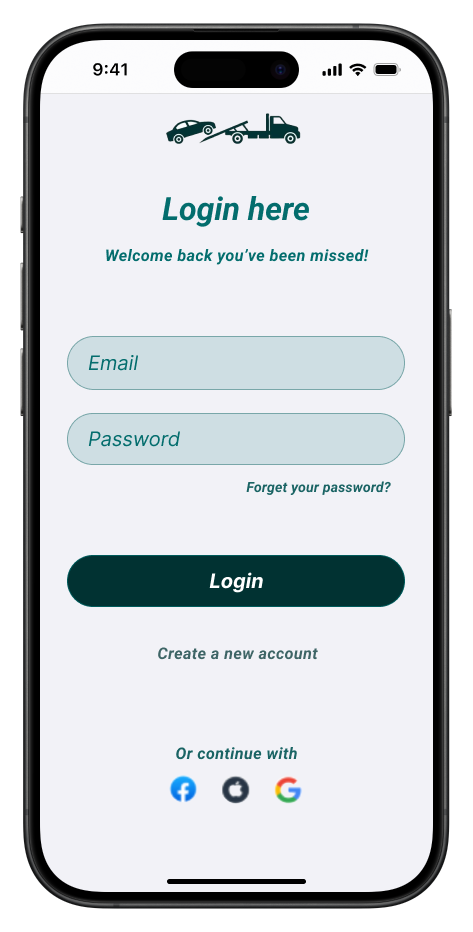 9:41
Login here
Welcome back you've been missed!
Email
Password
Forget your password?
Login
Create a new account
Or continue with